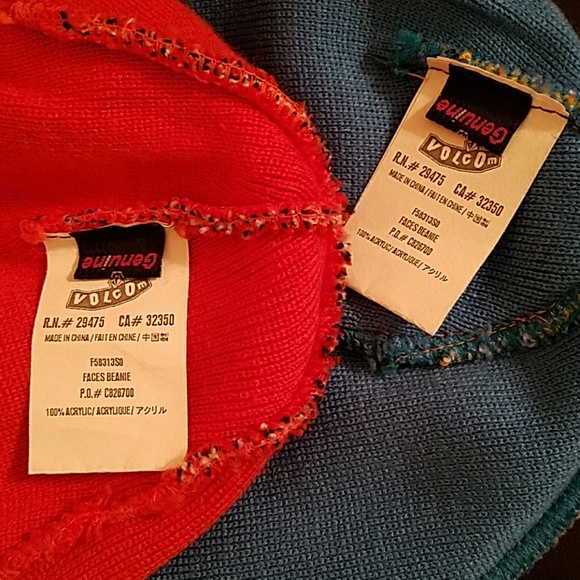 Genuine
VOLCOm
R.N.# 29475 CA# 32350
MADE IN CHINA / FAIT EN CHINE / 中国製
F58313S0
FACES BEANIE
P.O.# C826700
100% ACRYLIC/ ACRYLIQUE/ アクリル
Genuine
VOLCOm
R.N.# 29475 CA# 32350
MADE IN CHINA / FAIT EN CHINE / 中国製
F58313S0
FACES BEANIE
P.O.# C826700
100% ACRYLIC/ ACRYLIQUE/ アクリル